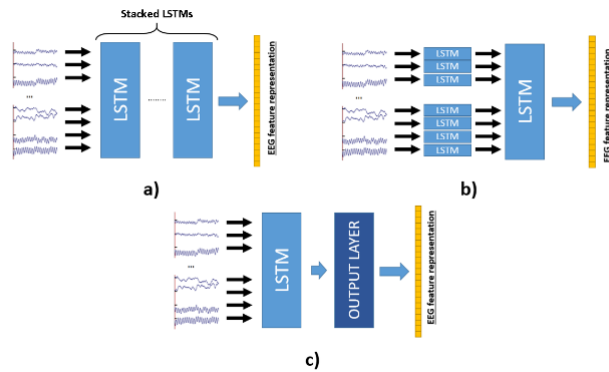 Stacked LSTMs
...
LSTM
........
LSTM
EEG feature representation
a)
...
LSTM
LSTM
LSTM
LSTM
LSTM
LSTM
LSTM
LSTM
EEG feature representation
b)
...
LSTM
OUTPUT LAYER
EEG feature representation
c)